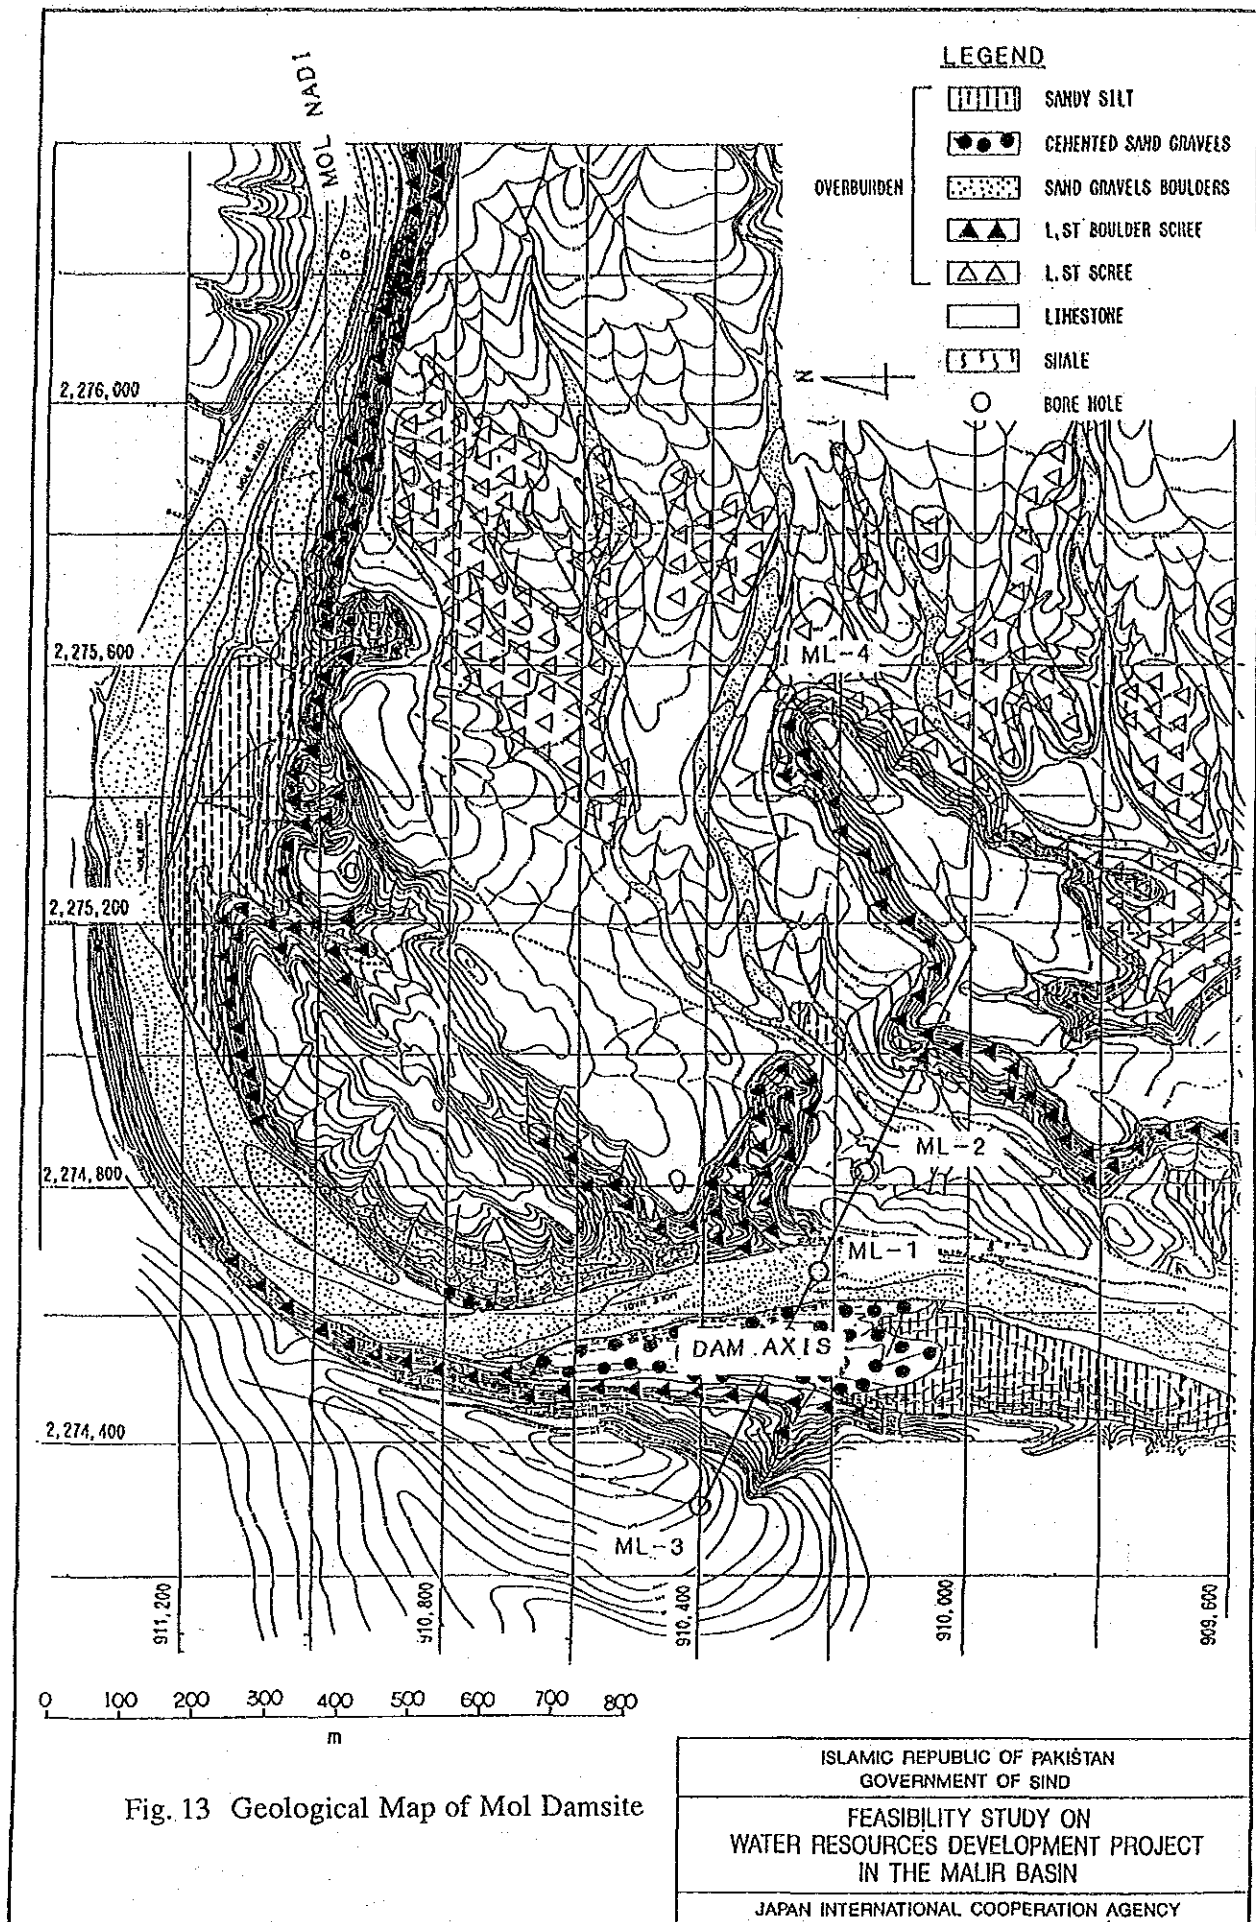 LEGEND
SANDY SILT
CEMENTED SAND GRAVELS
OVERBURDEN
SAND GRAVELS BOULDERS
L,ST BOULDER SCREE
L.ST SCREE
LIMESTONE
SHALE
BORE HOLE
MOL NADI
N
2,276,000
MOLE NADI
2,275,600
ML-4
MOLE NADI
2,275,200
2,274,800
ML-2
ML-1
DAM AXIS
2,274,400
ML-3
911,200
910,800
910,400
910,000
909,600
0 100 200 300 400 500 600 700 800
m
Fig. 13 Geological Map of Mol Damsite
ISLAMIC REPUBLIC OF PAKISTAN
GOVERNMENT OF SIND
FEASIBILITY STUDY ON
WATER RESOURCES DEVELOPMENT PROJECT
IN THE MALIR BASIN
JAPAN INTERNATIONAL COOPERATION AGENCY